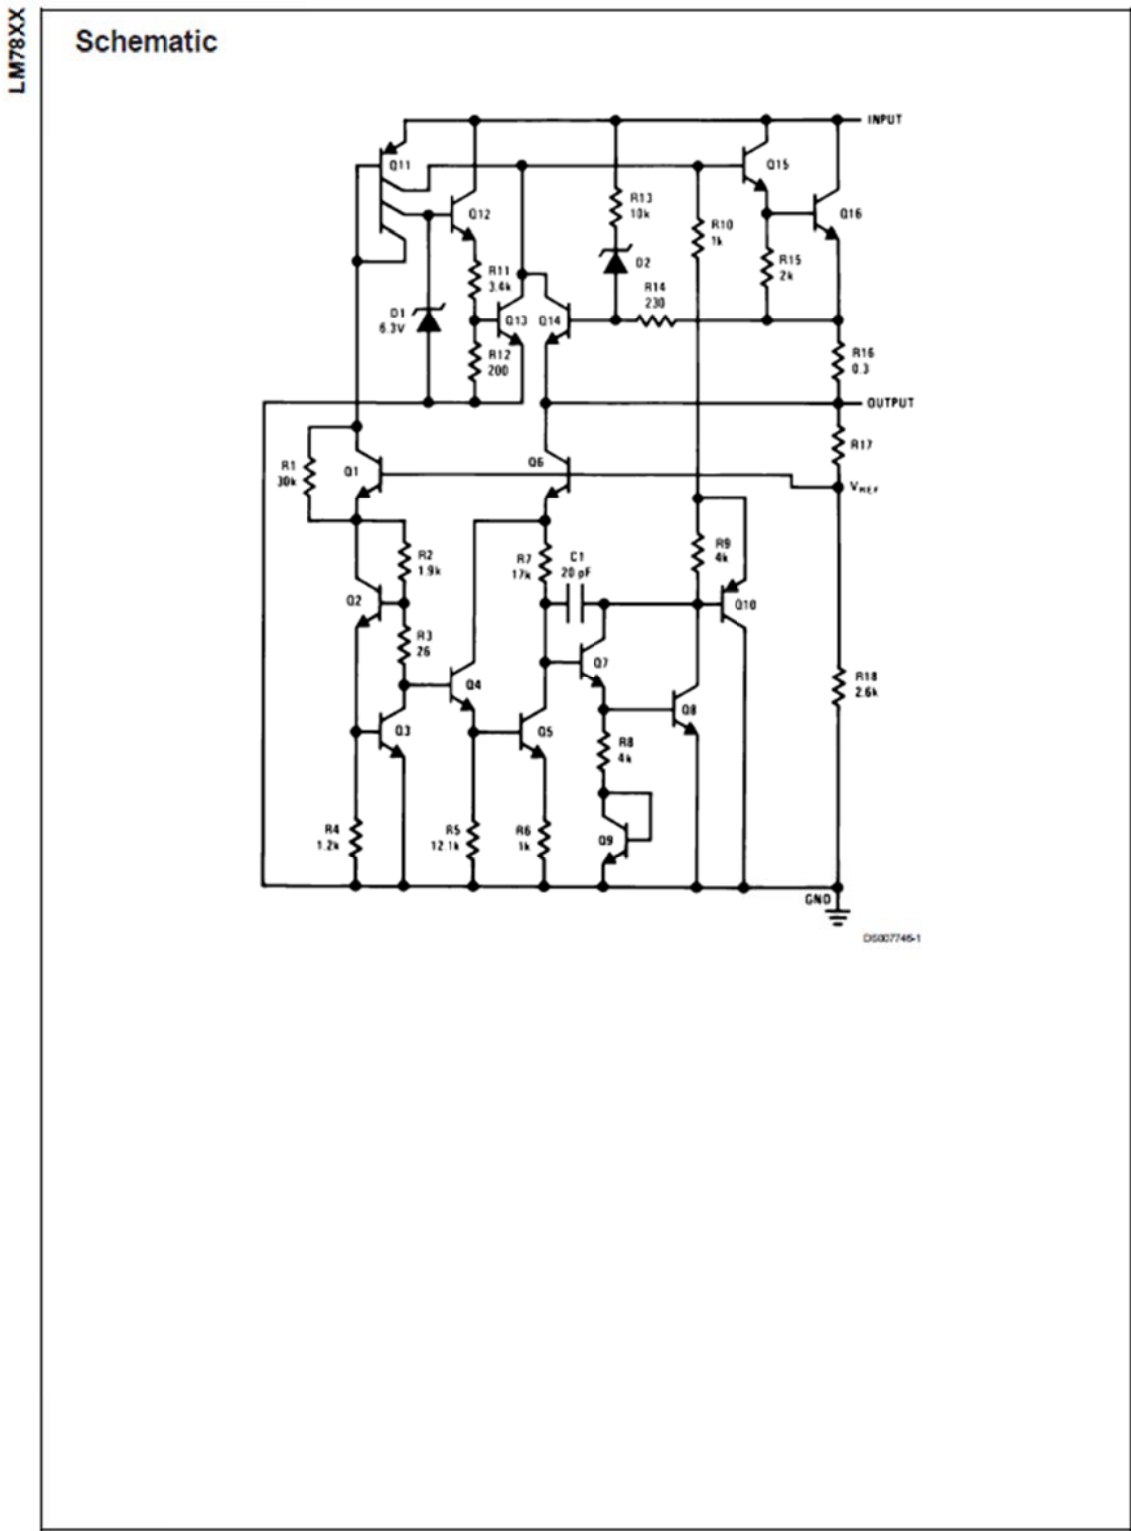 LM78XX
Schematic
INPUT
Q11
Q15
Q12
R13
10k
Q16
R10
1k
R11
3.4k
D2
R15
2k
R14
230
D1
6.3V
Q13
Q14
R12
200
R16
0.3
OUTPUT
R17
R1
30k
Q1
Q6
VREF
R2
1.9k
R7
17k
C1
20 pF
R9
4k
Q2
Q10
R3
26
Q7
Q4
R18
2.6k
Q8
Q3
Q5
R8
4k
R4
1.2k
R5
12.1k
R6
1k
Q9
GND
DS007746-1